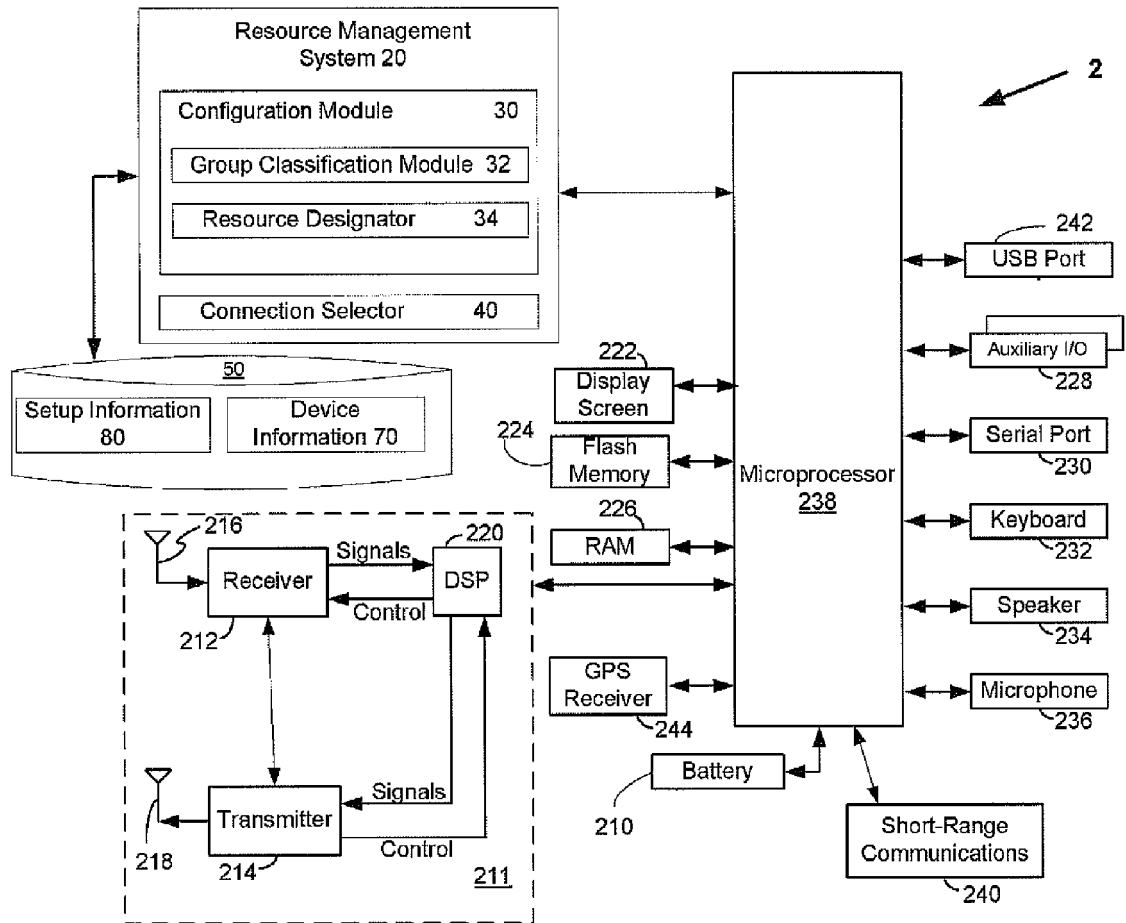 Resource Management
System 20
Configuration Module 30
Group Classification Module 32
Resource Designator 34
Connection Selector 40
2
50
Setup Information
80
Device
Information 70
222
Display
Screen
224
Flash
Memory
226
RAM
Microprocessor
238
242
USB Port
Auxiliary I/O
228
Serial Port
230
Keyboard
232
Speaker
234
Microphone
236
GPS
Receiver
244
Battery
210
Short-Range
Communications
240
216
Receiver
212
Signals
Control
220
DSP
218
Transmitter
214
Signals
Control
211